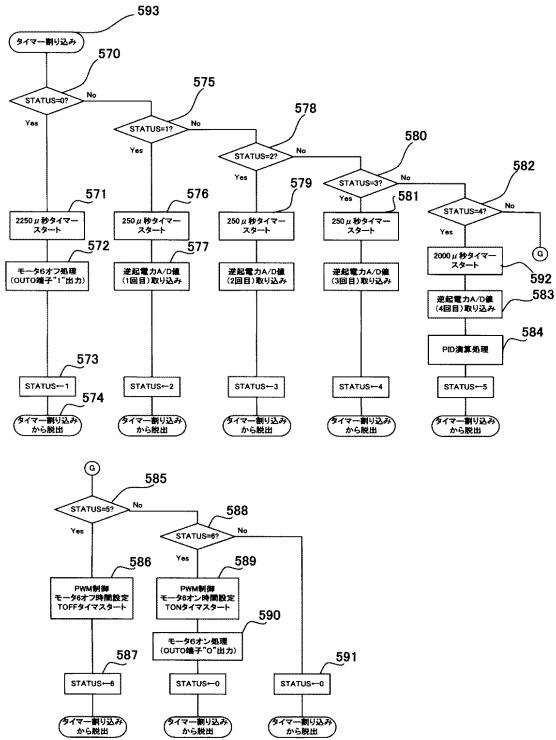 593
タイマー割り込み
570
STATUS=0?
No
Yes
575
STATUS=1?
No
Yes
578
STATUS=2?
No
Yes
580
STATUS=3?
No
Yes
582
STATUS=4?
No
Yes
G
571
2250μ秒タイマー
スタート
572
モータ6オフ処理
(OUTO端子"1"出力)
573
STATUS←1
574
タイマー割り込み
から脱出
576
250μ秒タイマー
スタート
577
逆起電力A/D値
(1回目)取り込み
STATUS←2
タイマー割り込み
から脱出
579
250μ秒タイマー
スタート
逆起電力A/D値
(2回目)取り込み
STATUS←3
タイマー割り込み
から脱出
581
250μ秒タイマー
スタート
逆起電力A/D値
(3回目)取り込み
STATUS←4
タイマー割り込み
から脱出
2000μ秒タイマー
スタート
592
逆起電力A/D値
(4回目)取り込み
583
584
PID演算処理
STATUS←5
タイマー割り込み
から脱出
G
585
STATUS=5?
No
Yes
588
STATUS=6?
No
Yes
586
PWM制御
モータ6オフ時間設定
TOFFタイマスタート
587
STATUS←6
タイマー割り込み
から脱出
589
PWM制御
モータ6オン時間設定
TONタイマスタート
590
モータ6オン処理
(OUTO端子"0"出力)
STATUS←0
タイマー割り込み
から脱出
591
STATUS←0
タイマー割り込み
から脱出